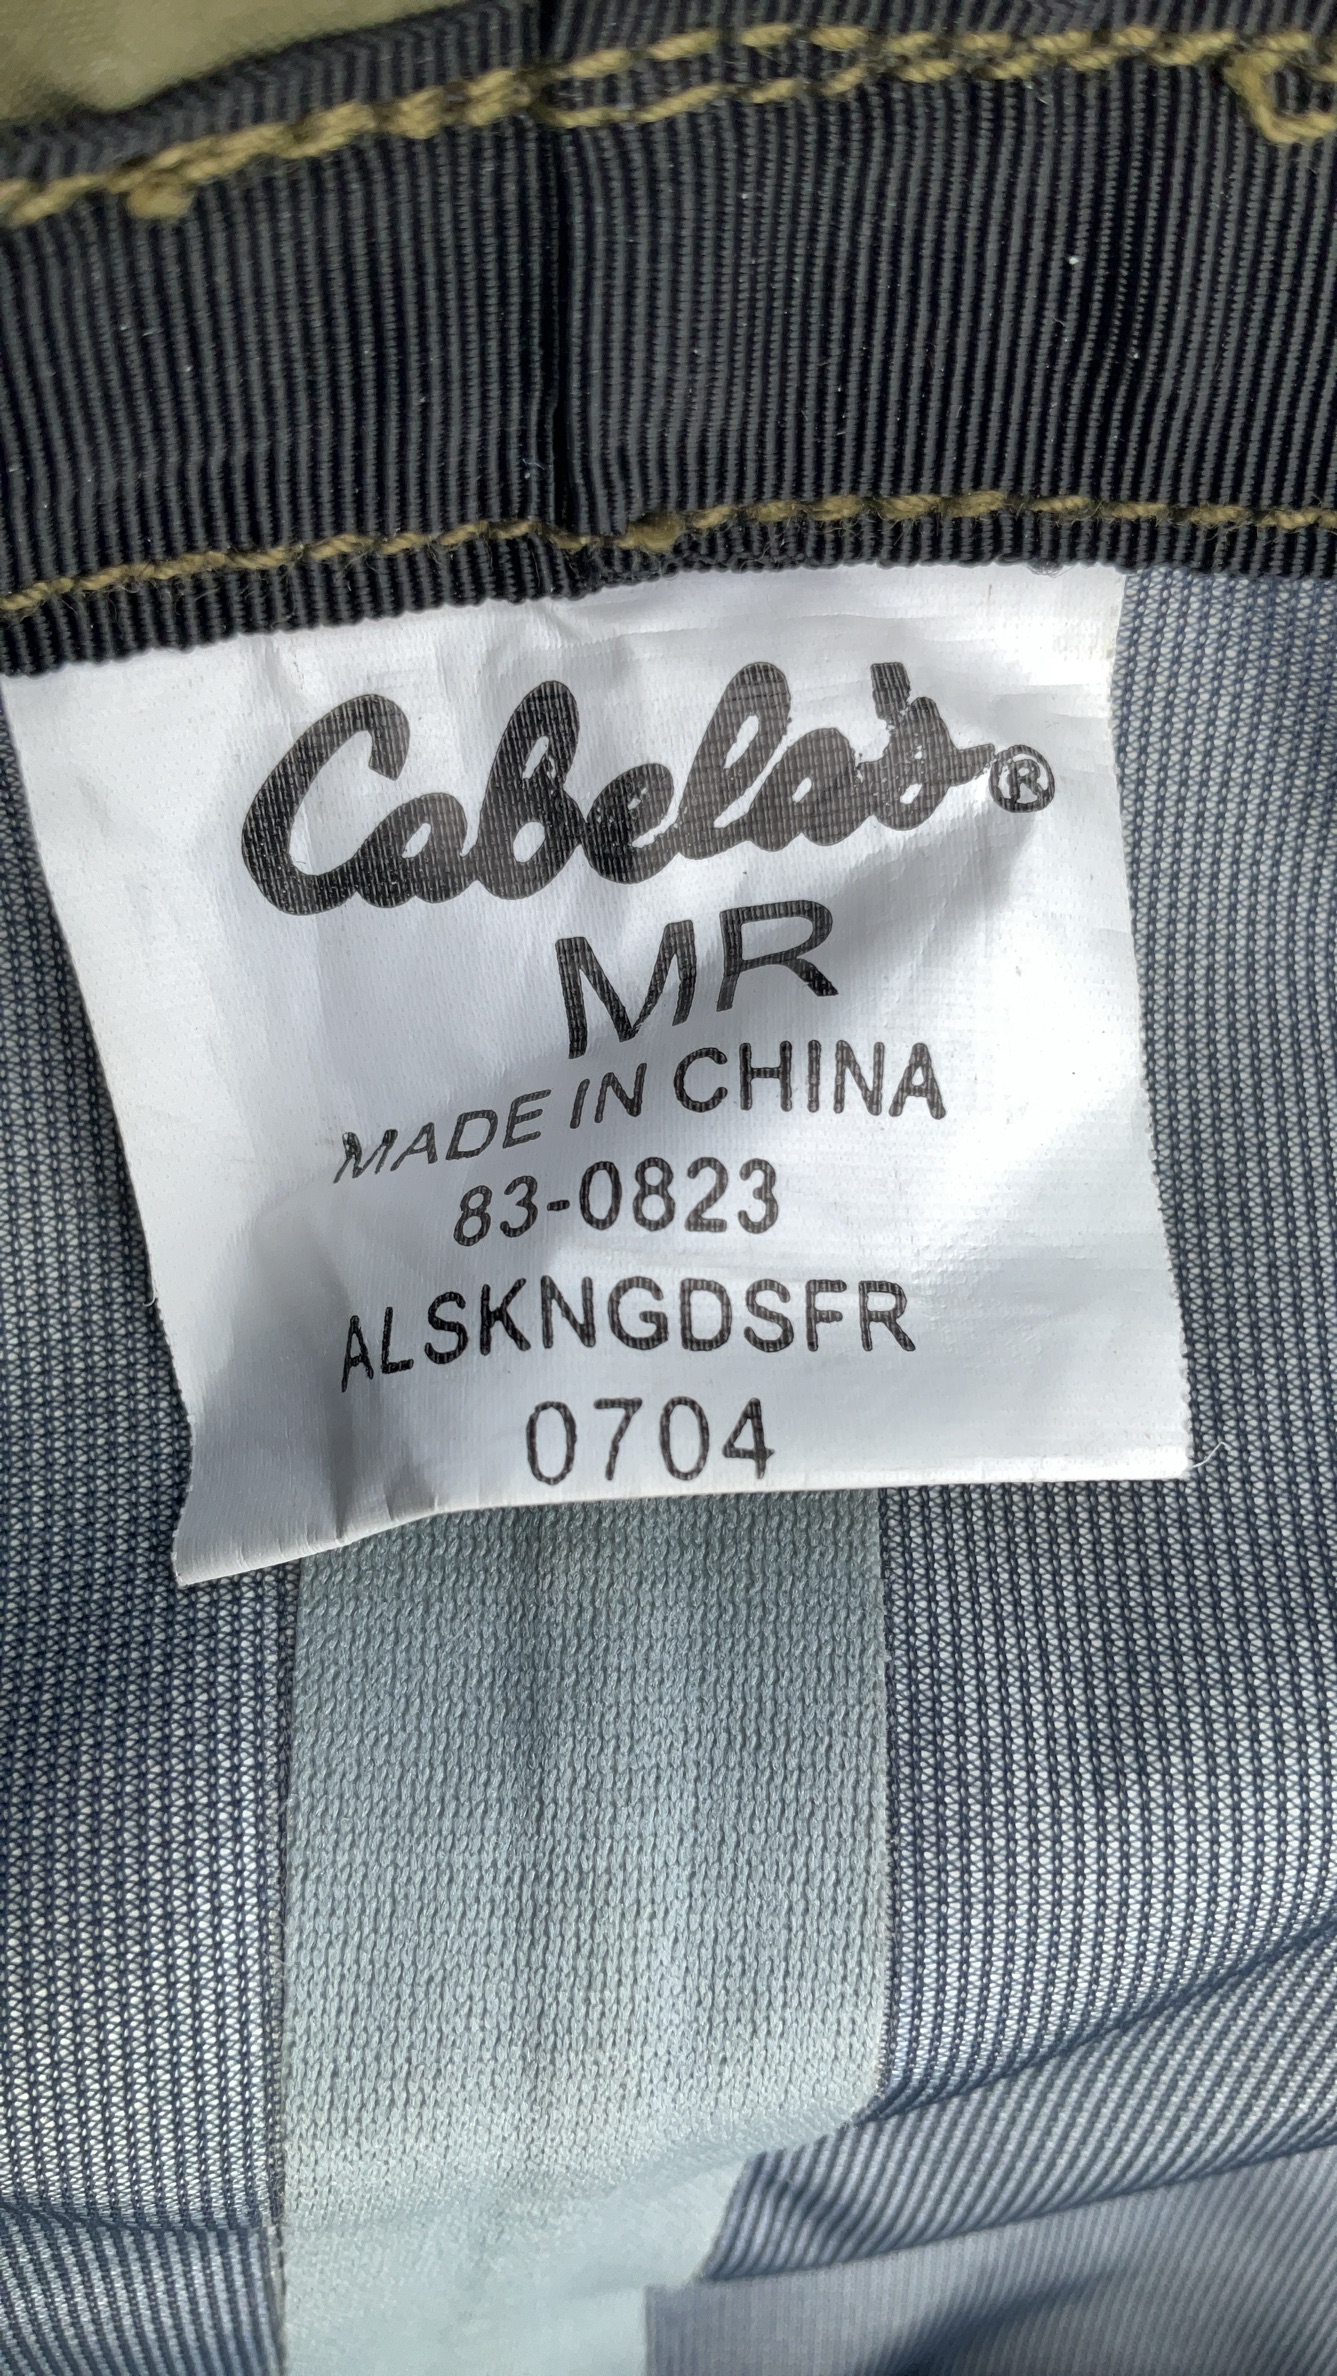 Cabela's®
MR
MADE IN CHINA
83-0823
ALSKNGDSFR
0704